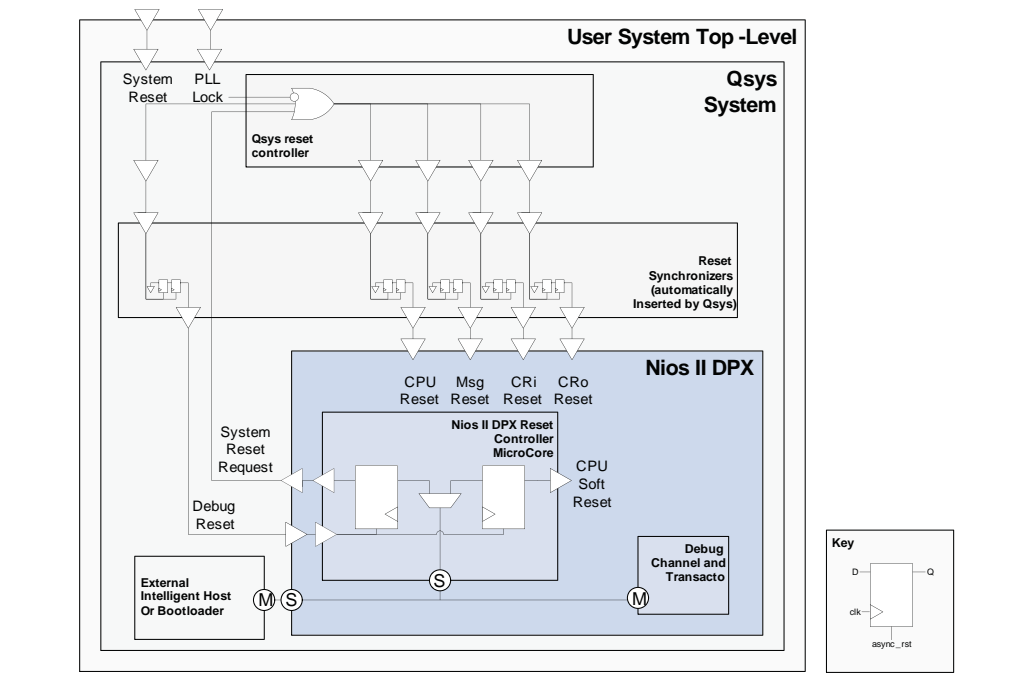 User System Top -Level
Qsys
System
System
Reset
PLL
Lock
Qsys reset
controller
Reset
Synchronizers
(automatically
Inserted by Qsys)
Nios II DPX
CPU
Reset
Msg
Reset
CRi
Reset
CRo
Reset
Nios II DPX Reset
Controller
MicroCore
System
Reset
Request
CPU
Soft
Reset
Debug
Reset
Debug
Channel and
Transacto
External
Intelligent Host
Or Bootloader
S
M
S
M
Key
D
Q
clk
async_rst